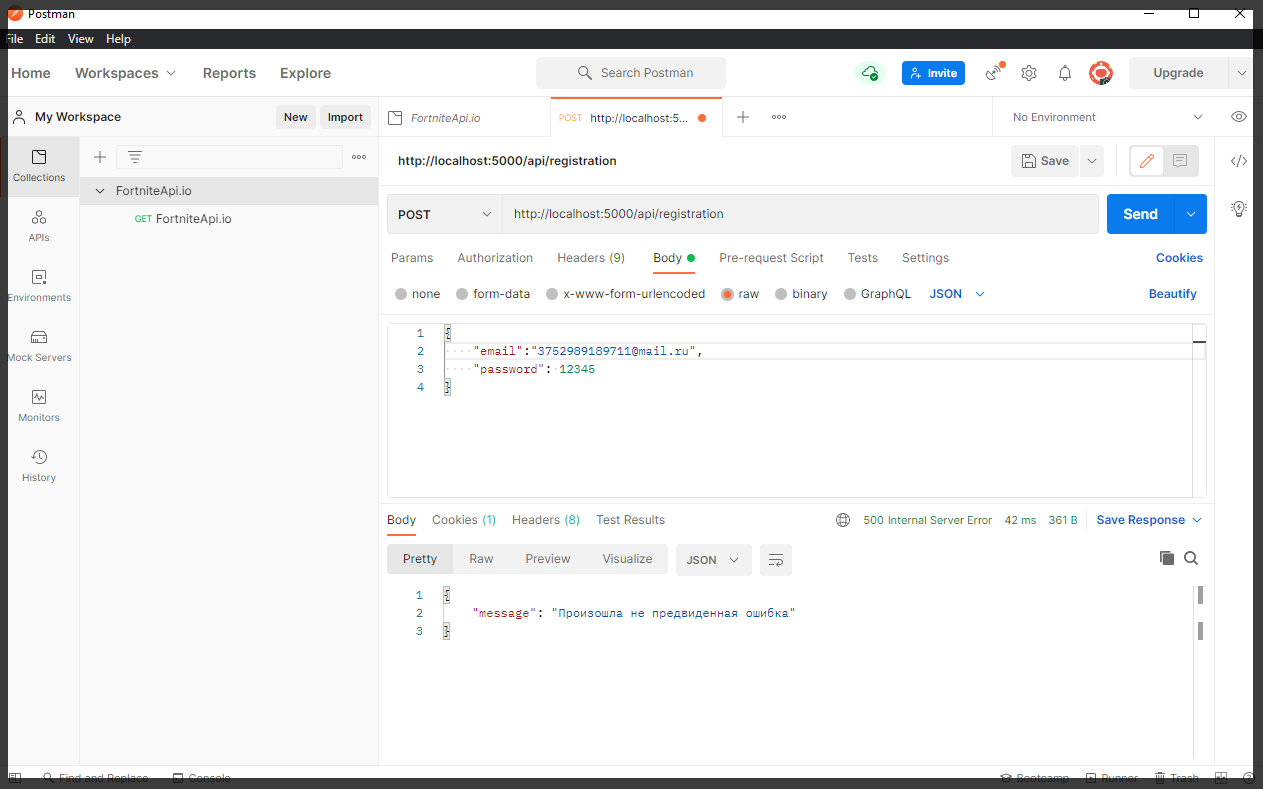 Postman
File Edit View Help
Home Workspaces Reports Explore Search Postman Invite Upgrade
My Workspace New Import FortniteApi.io POST http://localhost:5... No Environment
http://localhost:5000/api/registration Save
Collections
FortniteApi.io
GET FortniteApi.io
APIs
Environments
Mock Servers
Monitors
History
POST http://localhost:5000/api/registration Send
Params Authorization Headers (9) Body Pre-request Script Tests Settings Cookies
none form-data x-www-form-urlencoded raw binary GraphQL JSON Beautify
1 {
2 "email":"3752989189711@mail.ru",
3 "password": 12345
4 }
Body Cookies (1) Headers (8) Test Results 500 Internal Server Error 42 ms 361 B Save Response
Pretty Raw Preview Visualize JSON
1 {
2 "message": "Произошла не предвиденная ошибка"
3 }
Find and Replace Console Bootcamp Runner Trash